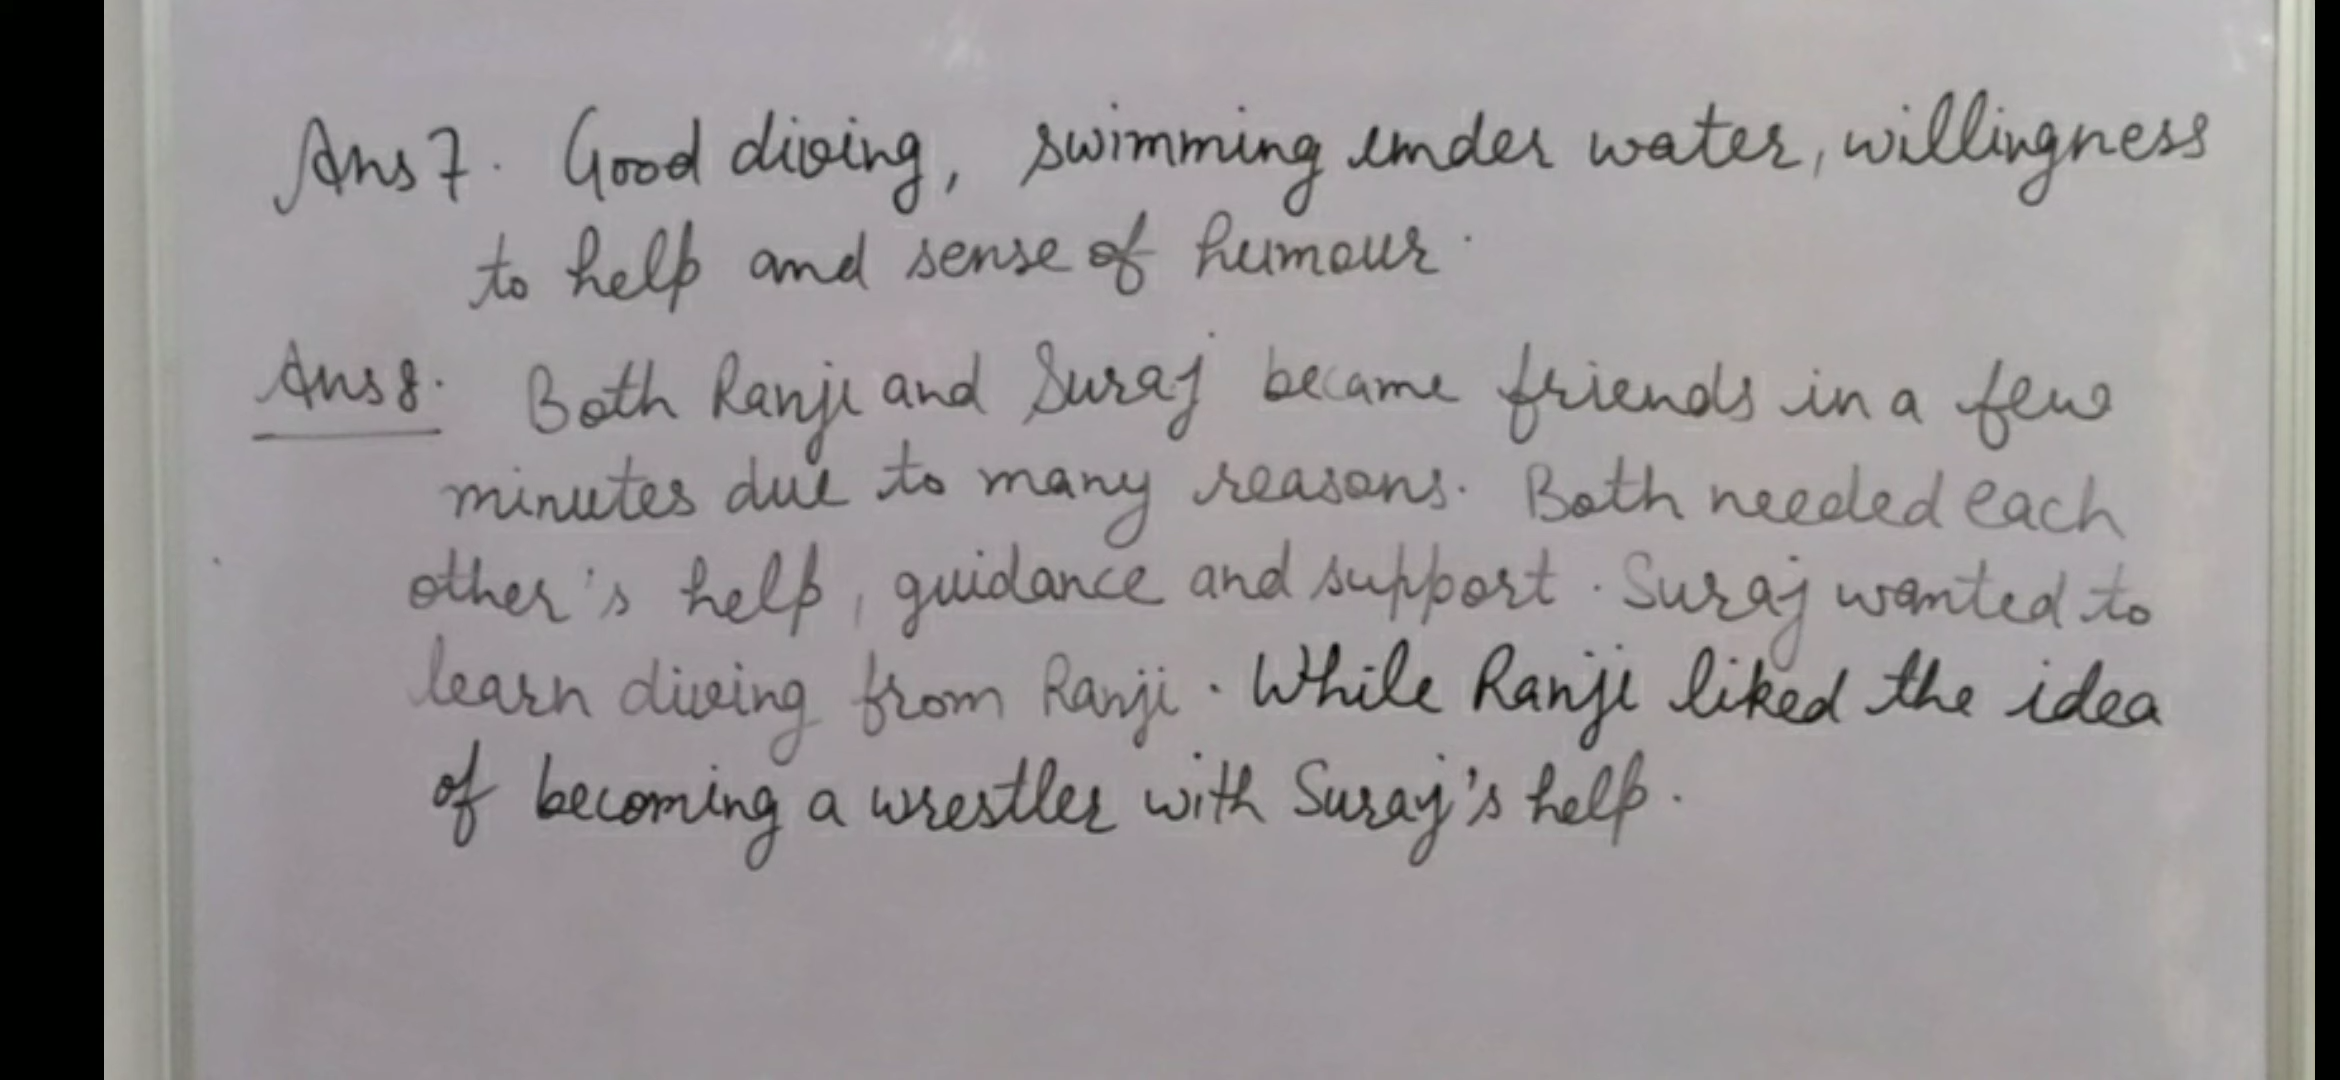 Ans 7. Good diving, swimming under water, willingness
to help and sense of humour.
Ans 8. Both Ranji and Suraj became friends in a few
minutes due to many reasons. Both needed each
other's help, guidance and support. Suraj wanted to
learn diving from Ranji. While Ranji liked the idea
of becoming a wrestler with Suraj's help.